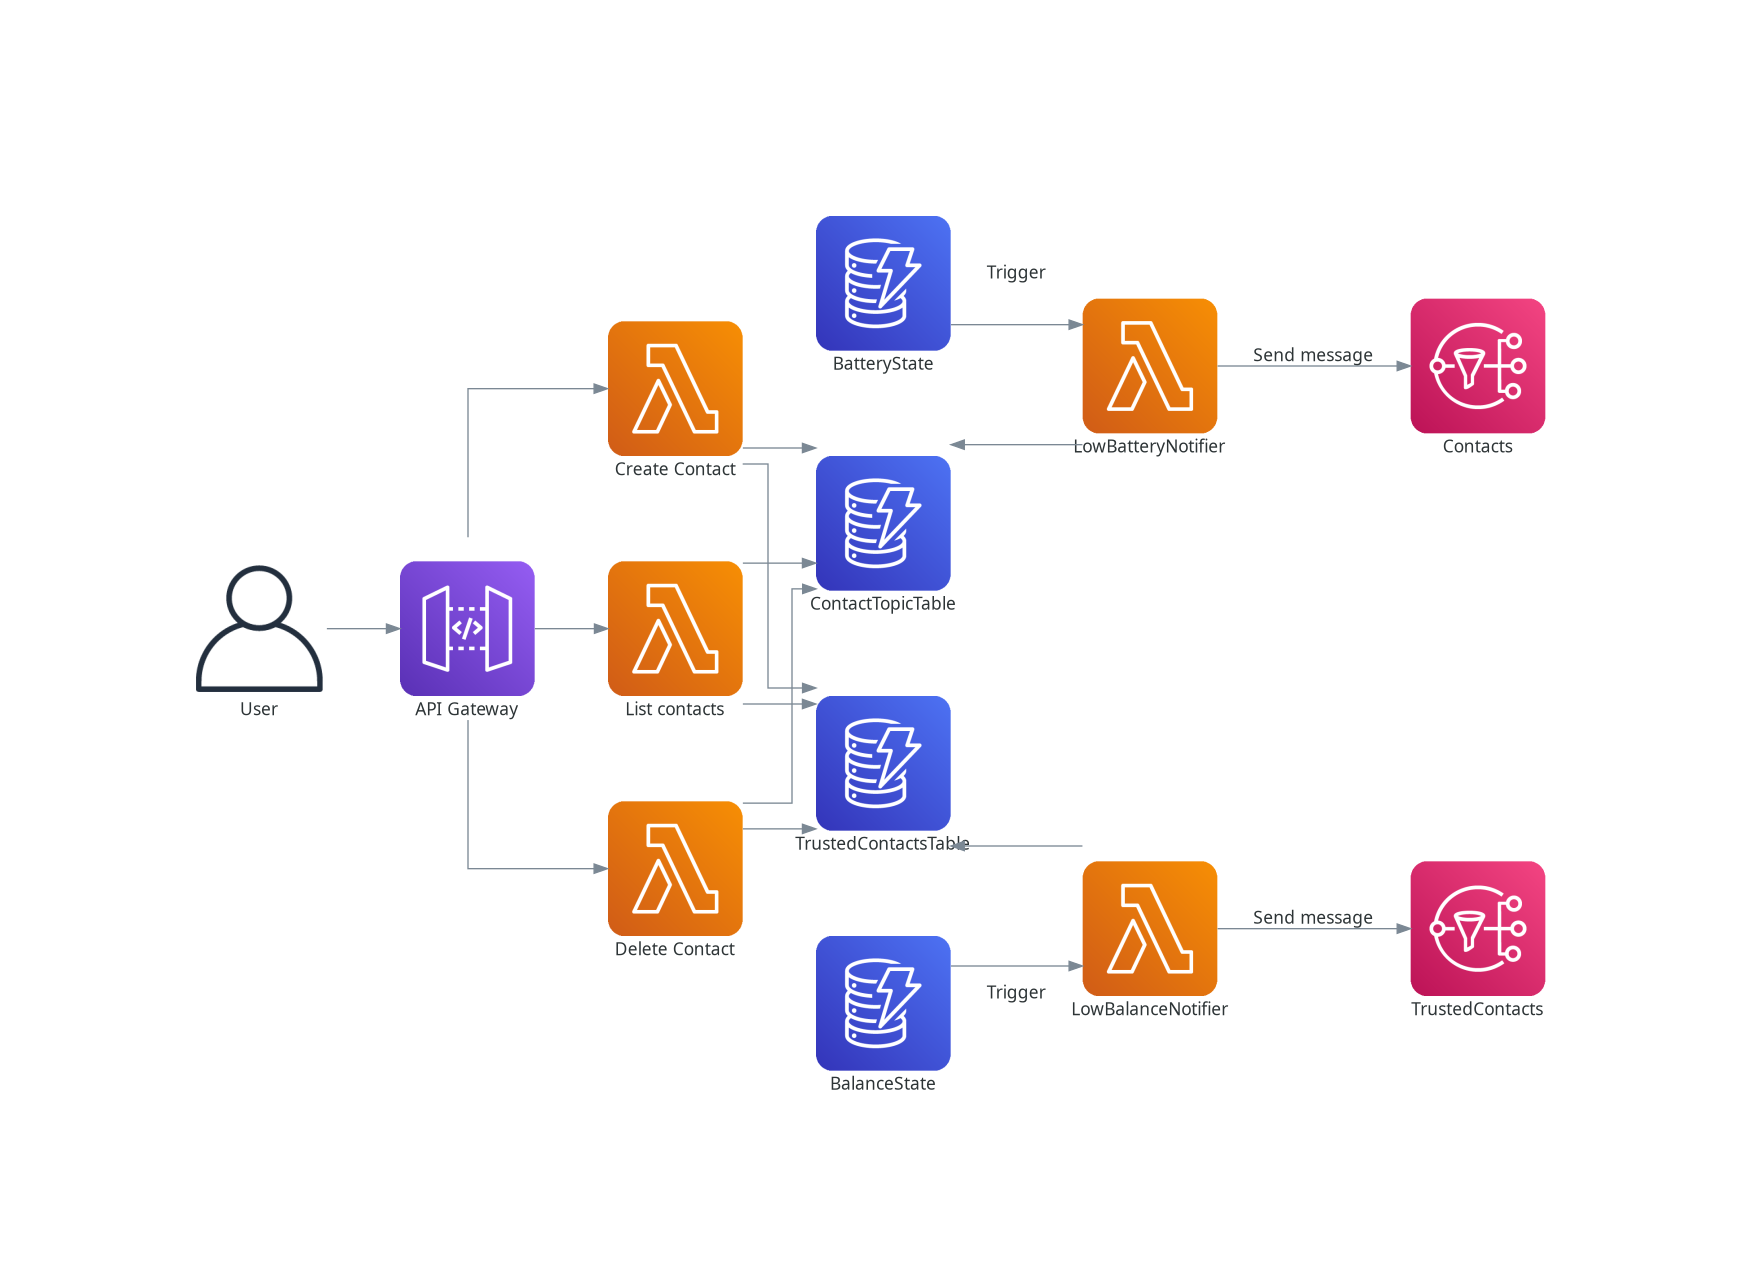 Trigger
BatteryState
Send message
LowBatteryNotifier
Contacts
Create Contact
ContactTopicTable
User
API Gateway
List contacts
TrustedContactsTable
Send message
Delete Contact
Trigger
LowBalanceNotifier
TrustedContacts
BalanceState